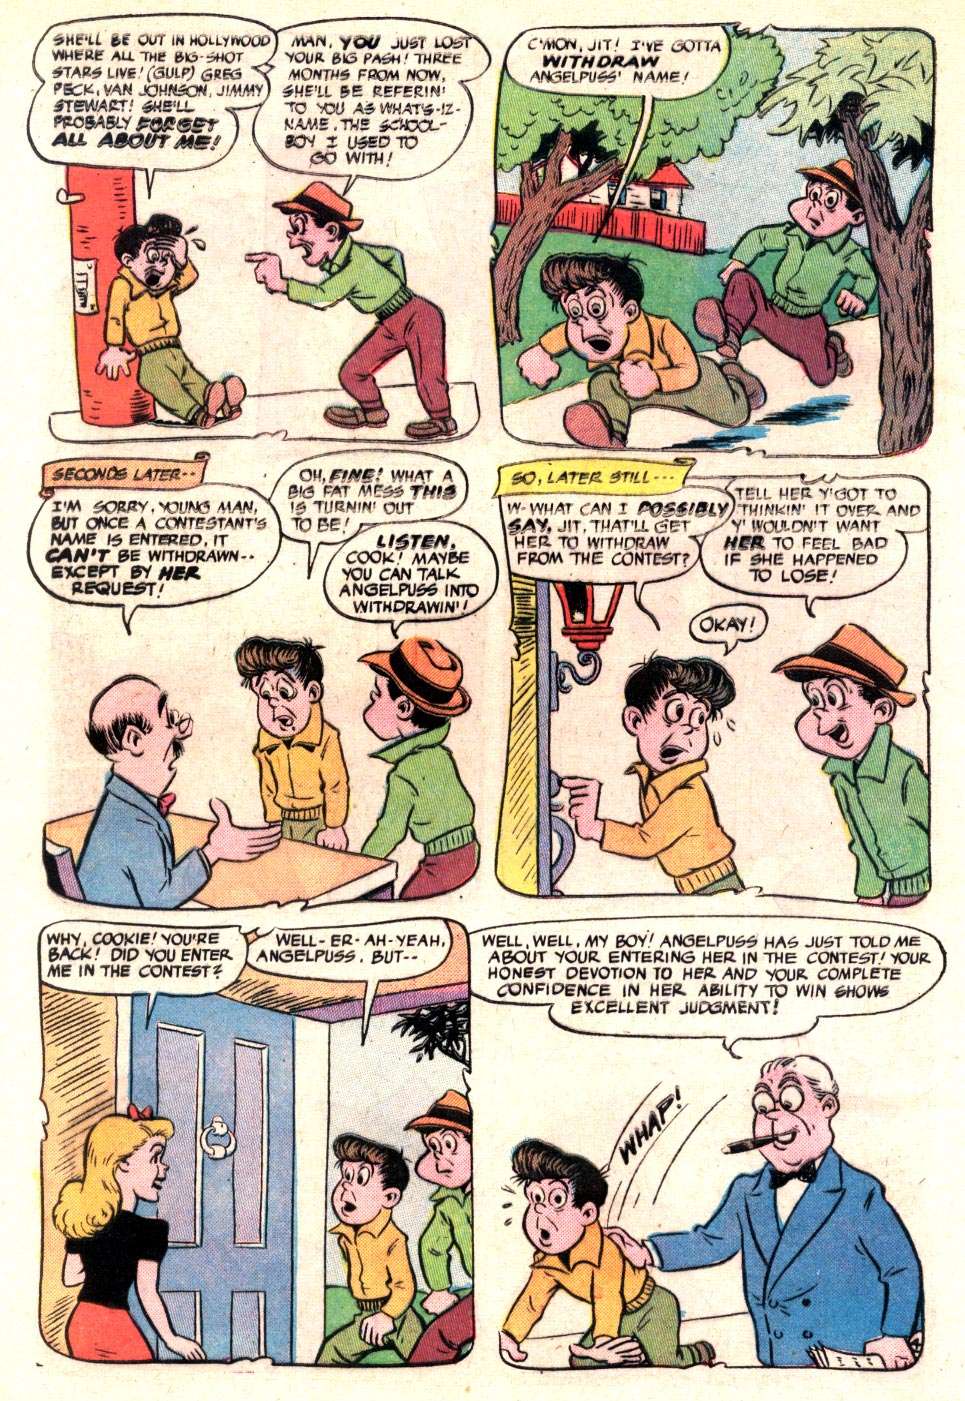 SHE'LL BE OUT IN HOLLYWOOD
WHERE ALL THE BIG-SHOT
STARS LIVE! (GULP) GREG
PECK, VAN JOHNSON, JIMMY
STEWART! SHE'LL
PROBABLY FORGET
ALL ABOUT ME!
MAN, YOU JUST LOST
YOUR BIG PASH! THREE
MONTHS FROM NOW,
SHE'LL BE REFERIN'
TO YOU AS WHAT'S-IZ-
NAME, THE SCHOOL-
BOY I USED TO
GO WITH!
C'MON, JIT! I'VE GOTTA
WITHDRAW
ANGELPUSS' NAME!
SECONDS LATER--
I'M SORRY, YOUNG MAN,
BUT ONCE A CONTESTANT'S
NAME IS ENTERED, IT
CAN'T BE WITHDRAWN--
EXCEPT BY HER
REQUEST!
OH, FINE! WHAT A
BIG FAT MESS THIS
IS TURNIN' OUT
TO BE!
LISTEN,
COOK! MAYBE
YOU CAN TALK
ANGELPUSS INTO
WITHDRAWIN'!
SO, LATER STILL---
W-WHAT CAN I POSSIBLY
SAY, JIT, THAT'LL GET
HER TO WITHDRAW
FROM THE CONTEST?
TELL HER Y'GOT TO
THINKIN' IT OVER AND
Y' WOULDN'T WANT
HER TO FEEL BAD
IF SHE HAPPENED
TO LOSE!
OKAY!
WHY, COOKIE! YOU'RE
BACK! DID YOU ENTER
ME IN THE CONTEST?
WELL-ER-AH-YEAH,
ANGELPUSS, BUT--
WELL, WELL, MY BOY! ANGELPUSS HAS JUST TOLD ME
ABOUT YOUR ENTERING HER IN THE CONTEST! YOUR
HONEST DEVOTION TO HER AND YOUR COMPLETE
CONFIDENCE IN HER ABILITY TO WIN SHOWS
EXCELLENT JUDGMENT!
WHAP!